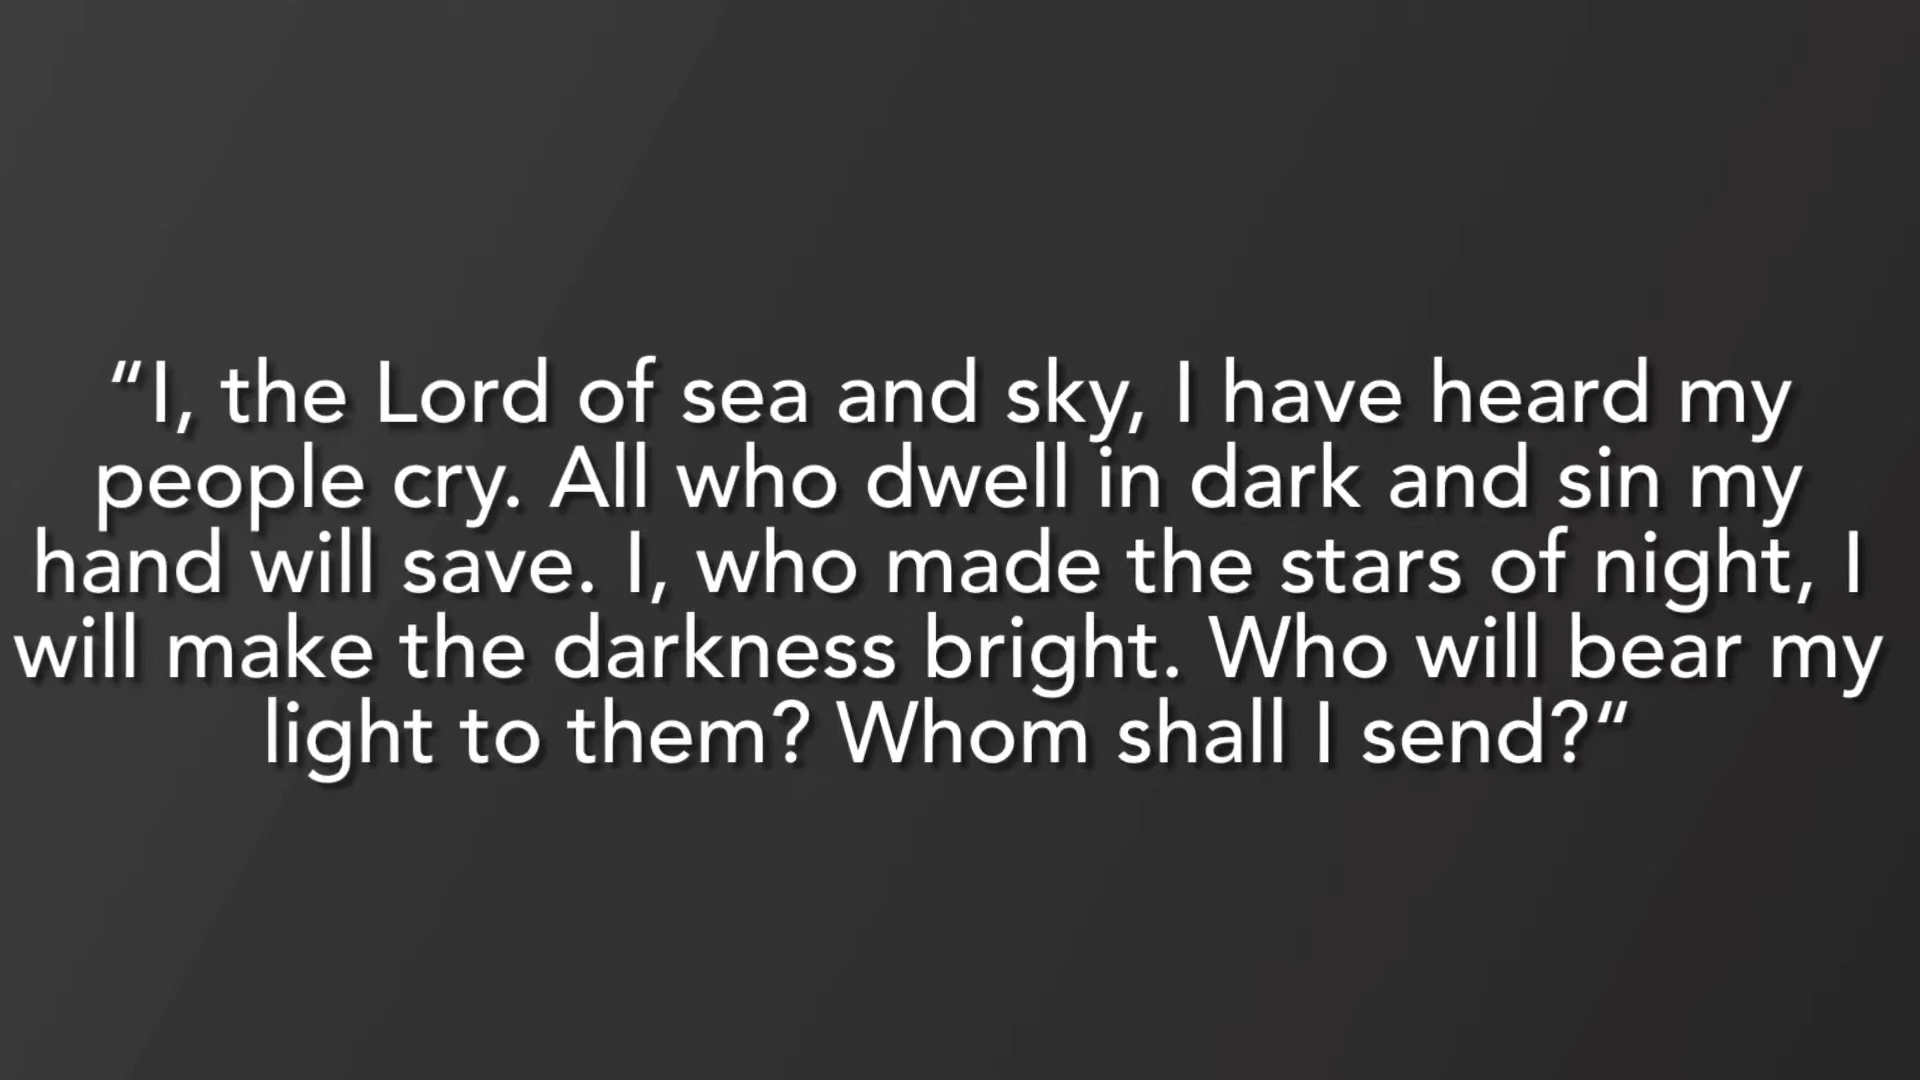 “I, the Lord of sea and sky, I have heard my
people cry. All who dwell in dark and sin my
hand will save. I, who made the stars of night, I
will make the darkness bright. Who will bear my
light to them? Whom shall I send?“